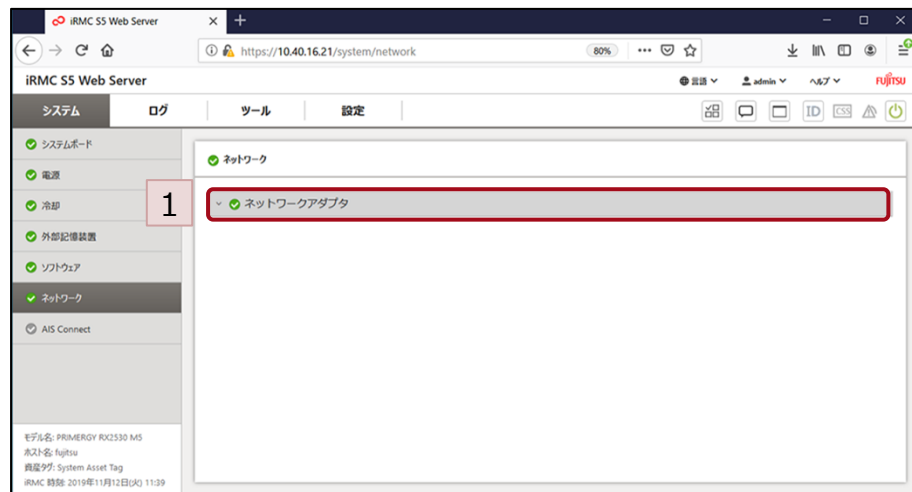 iRMC S5 Web Server
https://10.40.16.21/system/network
80%
iRMC S5 Web Server
言語
admin
ヘルプ
FUJITSU
システム
ログ
ツール
設定
ID
CSS
システムボード
電源
冷却
外部記憶装置
ソフトウェア
ネットワーク
AIS Connect
ネットワーク
1
ネットワークアダプタ
モデル名: PRIMERGY RX2530 M5
ホスト名: fujitsu
資産タグ: System Asset Tag
iRMC 時刻: 2019年11月12日(火) 11:39